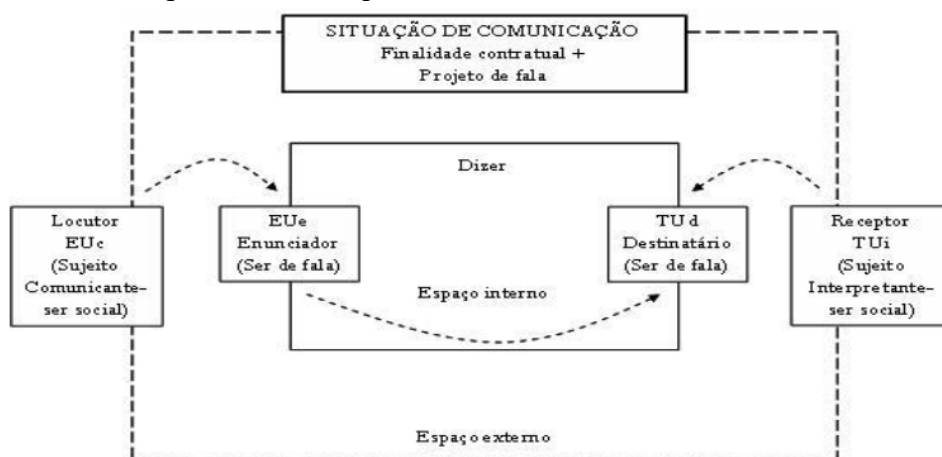 SITUAÇÃO DE COMUNICAÇÃO
Finalidade contratual +
Projeto de fala
Dizer
Locutor
EUc
(Sujeito
Comunicante-
ser social)
EUe
Enunciador
(Ser de fala)
TUd
Destinatário
(Ser de fala)
Receptor
TUi
(Sujeito
Interpretante-
ser social)
Espaço interno
Espaço externo